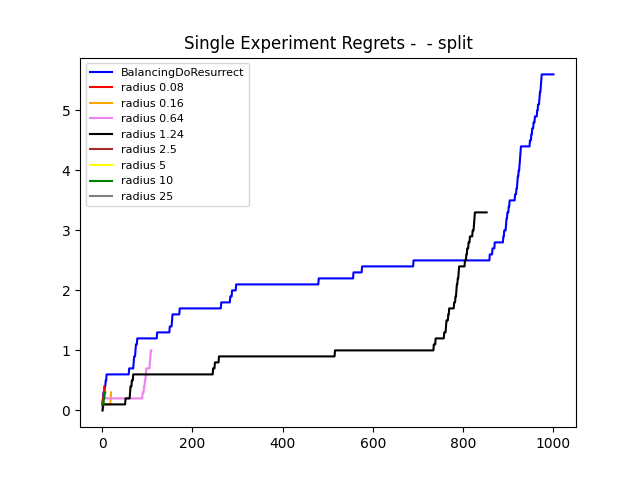 Single Experiment Regrets -  - split
BalancingDoResurrect
radius 0.08
radius 0.16
radius 0.64
radius 1.24
radius 2.5
radius 5
radius 10
radius 25
5
4
3
2
1
0
0 200 400 600 800 1000